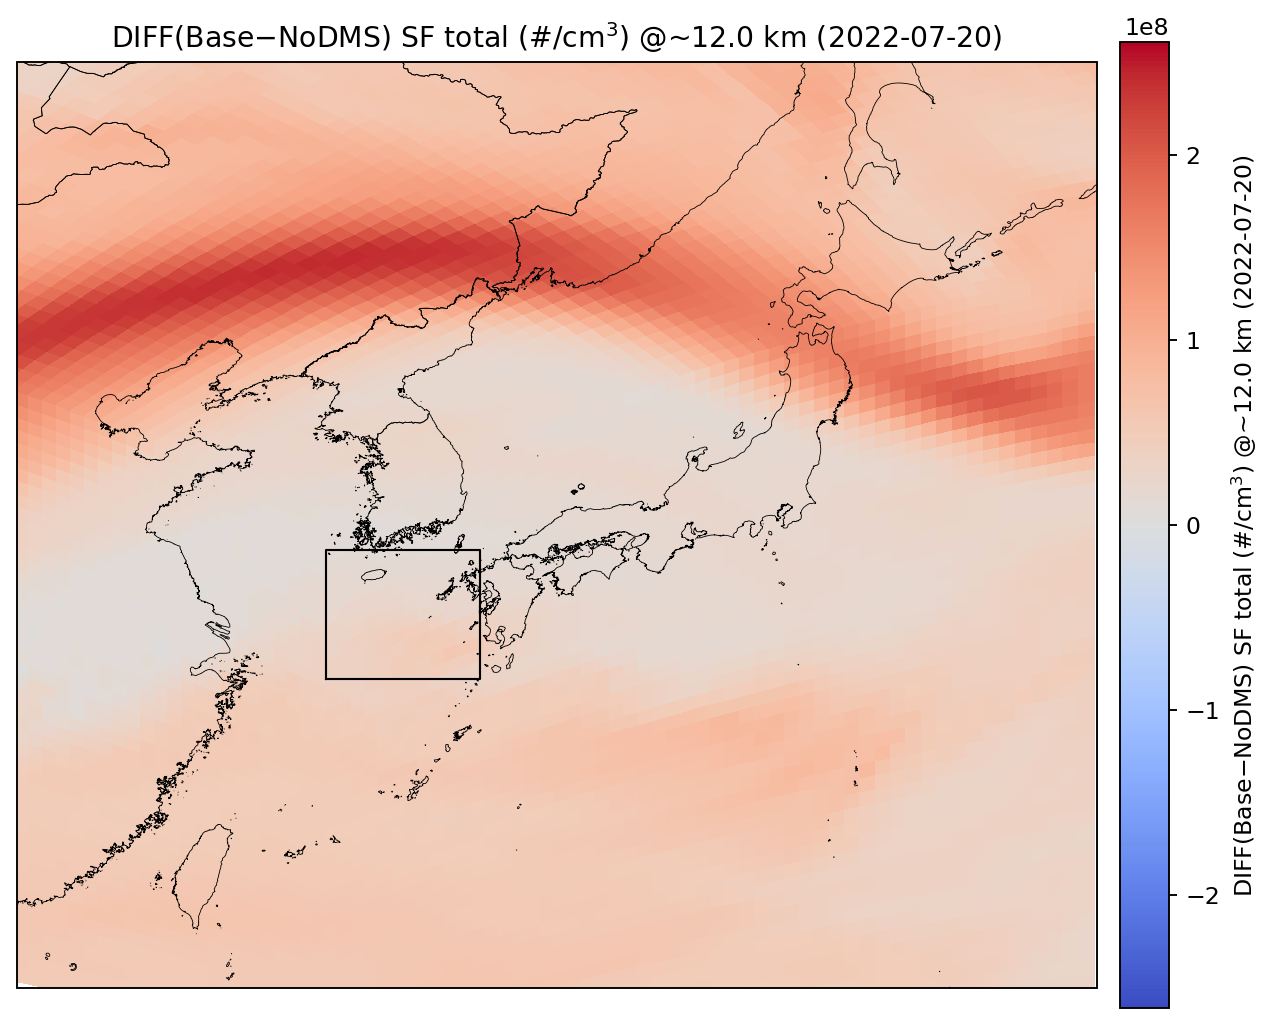 DIFF(Base−NoDMS) SF total (#/cm³) @~12.0 km (2022-07-20)
1e8
2
1
0
−1
−2
DIFF(Base−NoDMS) SF total (#/cm³) @~12.0 km (2022-07-20)